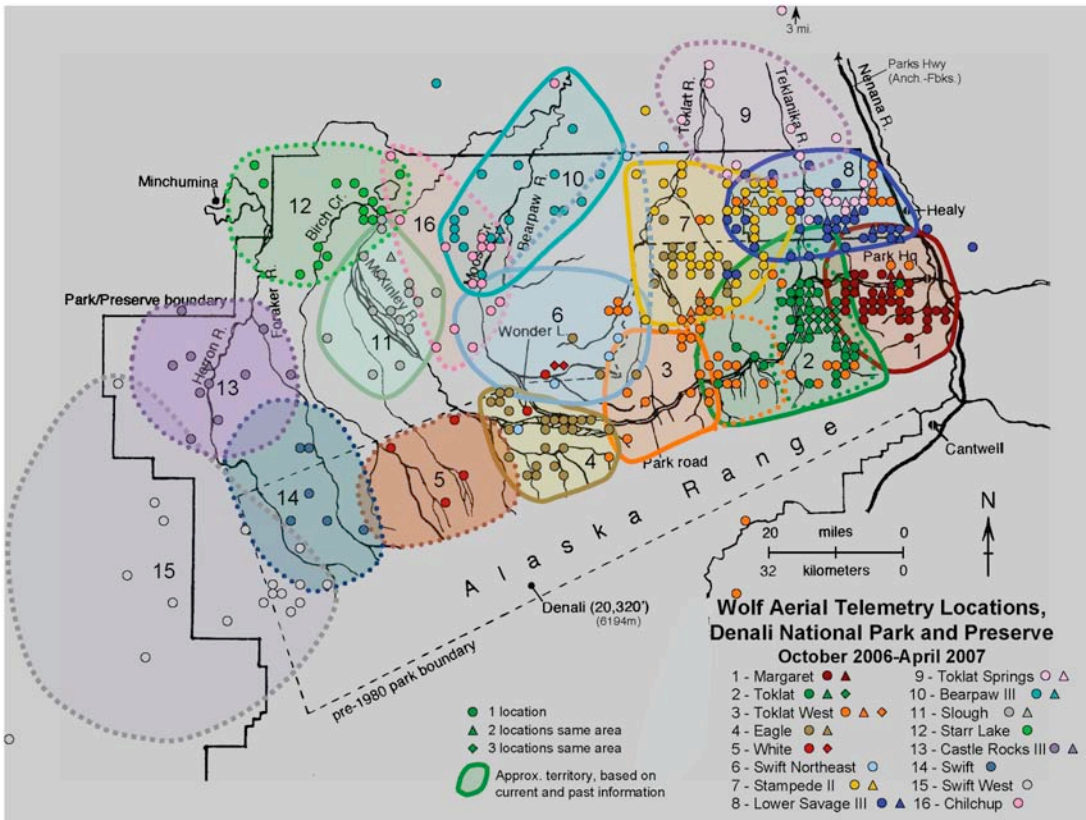 3 mi.
Parks Hwy
(Anch.-Fbks.)
Nenana R.
Toklat R.
Teklanika R.
9
8
Minchumina
Healy
12
Birch Cr.
16
10
Bearpaw R.
7
Park Hq
Park/Preserve boundary
Foraker R.
McKinley R.
11
6
Wonder L.
Herron R.
13
3
2
1
Cantwell
Park road
4
5
14
15
Alaska Range
N
20 miles 0
32 kilometers 0
Denali (20,320')
(6194m)
pre-1980 park boundary
Wolf Aerial Telemetry Locations,
Denali National Park and Preserve
October 2006-April 2007
1 - Margaret
2 - Toklat
3 - Toklat West
4 - Eagle
5 - White
6 - Swift Northeast
7 - Stampede II
8 - Lower Savage III
9 - Toklat Springs
10 - Bearpaw III
11 - Slough
12 - Starr Lake
13 - Castle Rocks III
14 - Swift
15 - Swift West
16 - Chilchup
1 location
2 locations same area
3 locations same area
Approx. territory, based on
current and past information